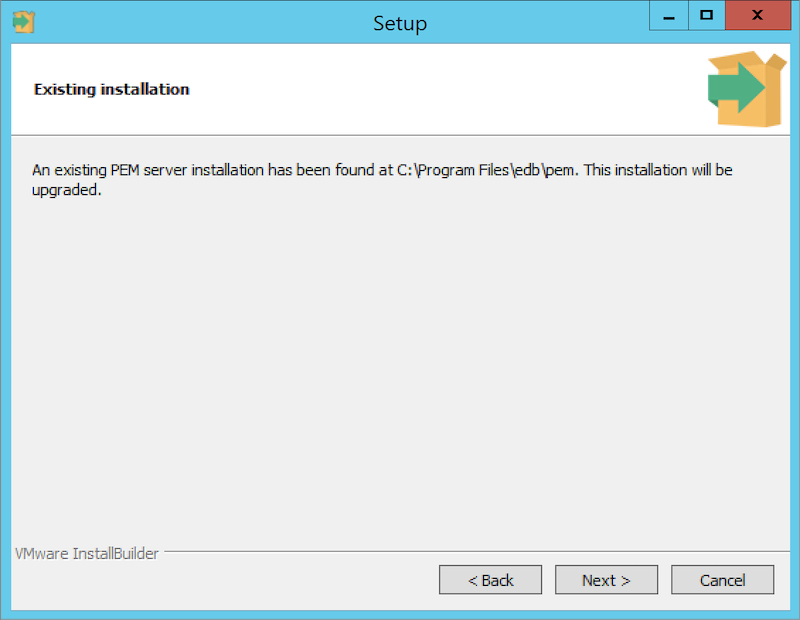 Setup
Existing installation
An existing PEM server installation has been found at C:\Program Files\edb\pem. This installation will be
upgraded.
VMware InstallBuilder
< Back
Next >
Cancel